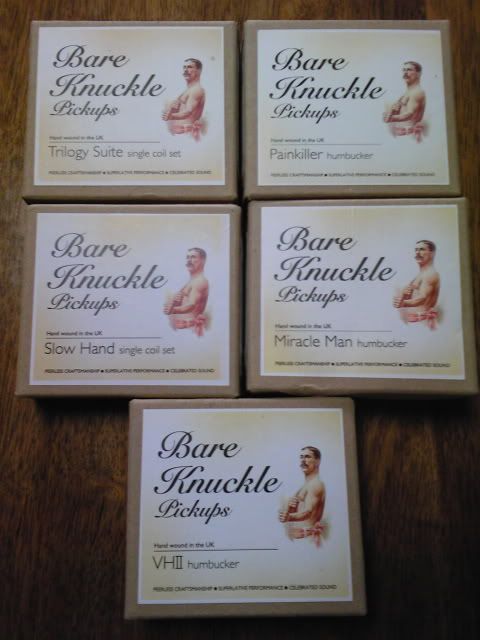 Bare
Knuckle
Pickups
Hand wound in the UK
Trilogy Suite single coil set
PEERLESS CRAFTSMANSHIP ★ SUPERLATIVE PERFORMANCE ★ CELEBRATED SOUND
Bare
Knuckle
Pickups
Hand wound in the UK
Painkiller humbucker
PEERLESS CRAFTSMANSHIP ★ SUPERLATIVE PERFORMANCE ★ CELEBRATED SOUND
Bare
Knuckle
Pickups
Hand wound in the UK
Slow Hand single coil set
PEERLESS CRAFTSMANSHIP ★ SUPERLATIVE PERFORMANCE ★ CELEBRATED SOUND
Bare
Knuckle
Pickups
Hand wound in the UK
Miracle Man humbucker
PEERLESS CRAFTSMANSHIP ★ SUPERLATIVE PERFORMANCE ★ CELEBRATED SOUND
Bare
Knuckle
Pickups
Hand wound in the UK
VHII humbucker
PEERLESS CRAFTSMANSHIP ★ SUPERLATIVE PERFORMANCE ★ CELEBRATED SOUND